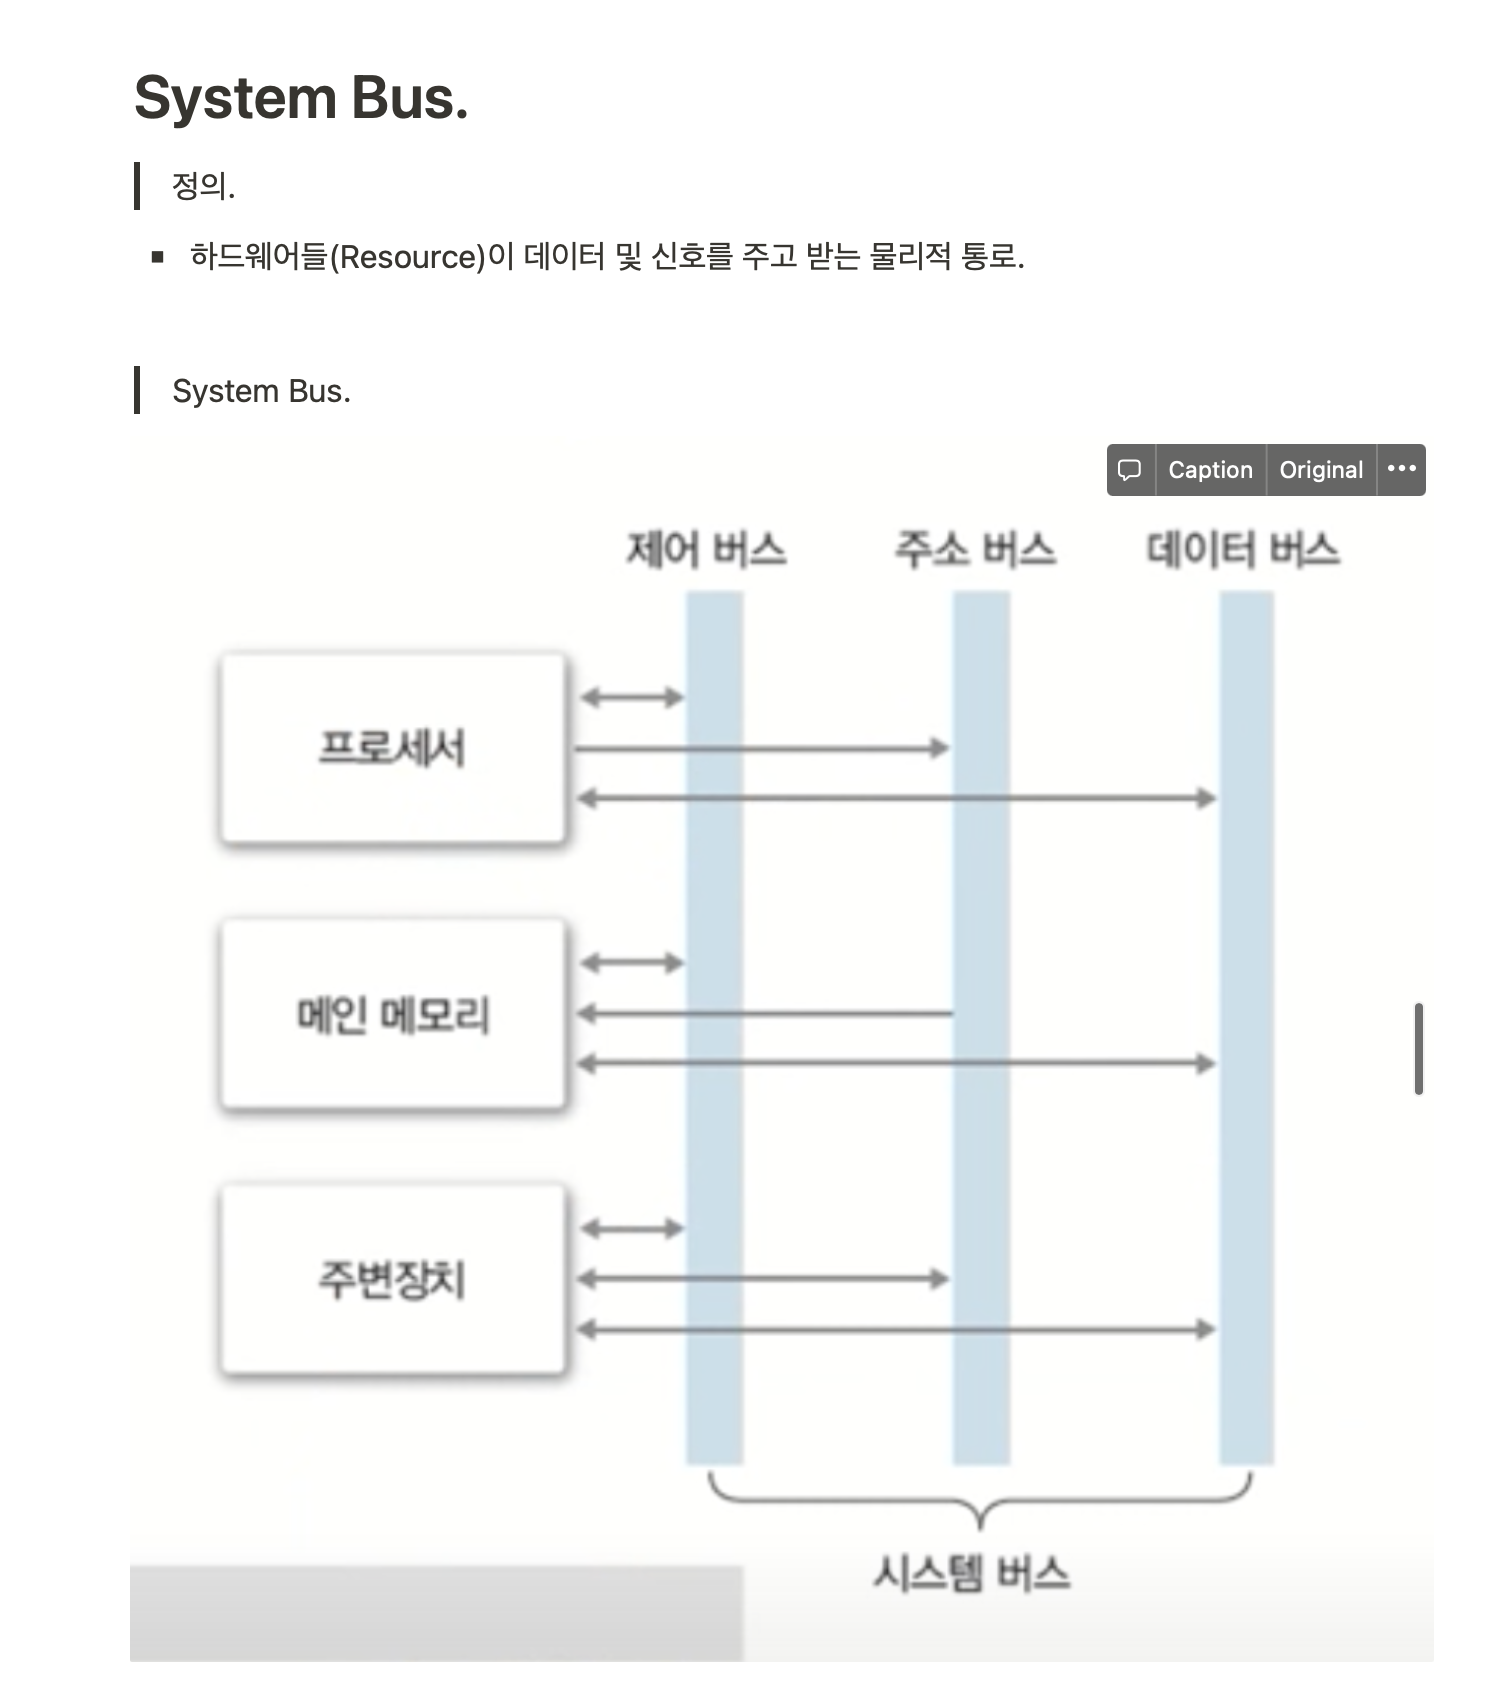 System Bus.
정의.
하드웨어들(Resource)이 데이터 및 신호를 주고 받는 물리적 통로.
System Bus.
Caption Original
제어 버스 주소 버스 데이터 버스
프로세서
메인 메모리
주변장치
시스템 버스